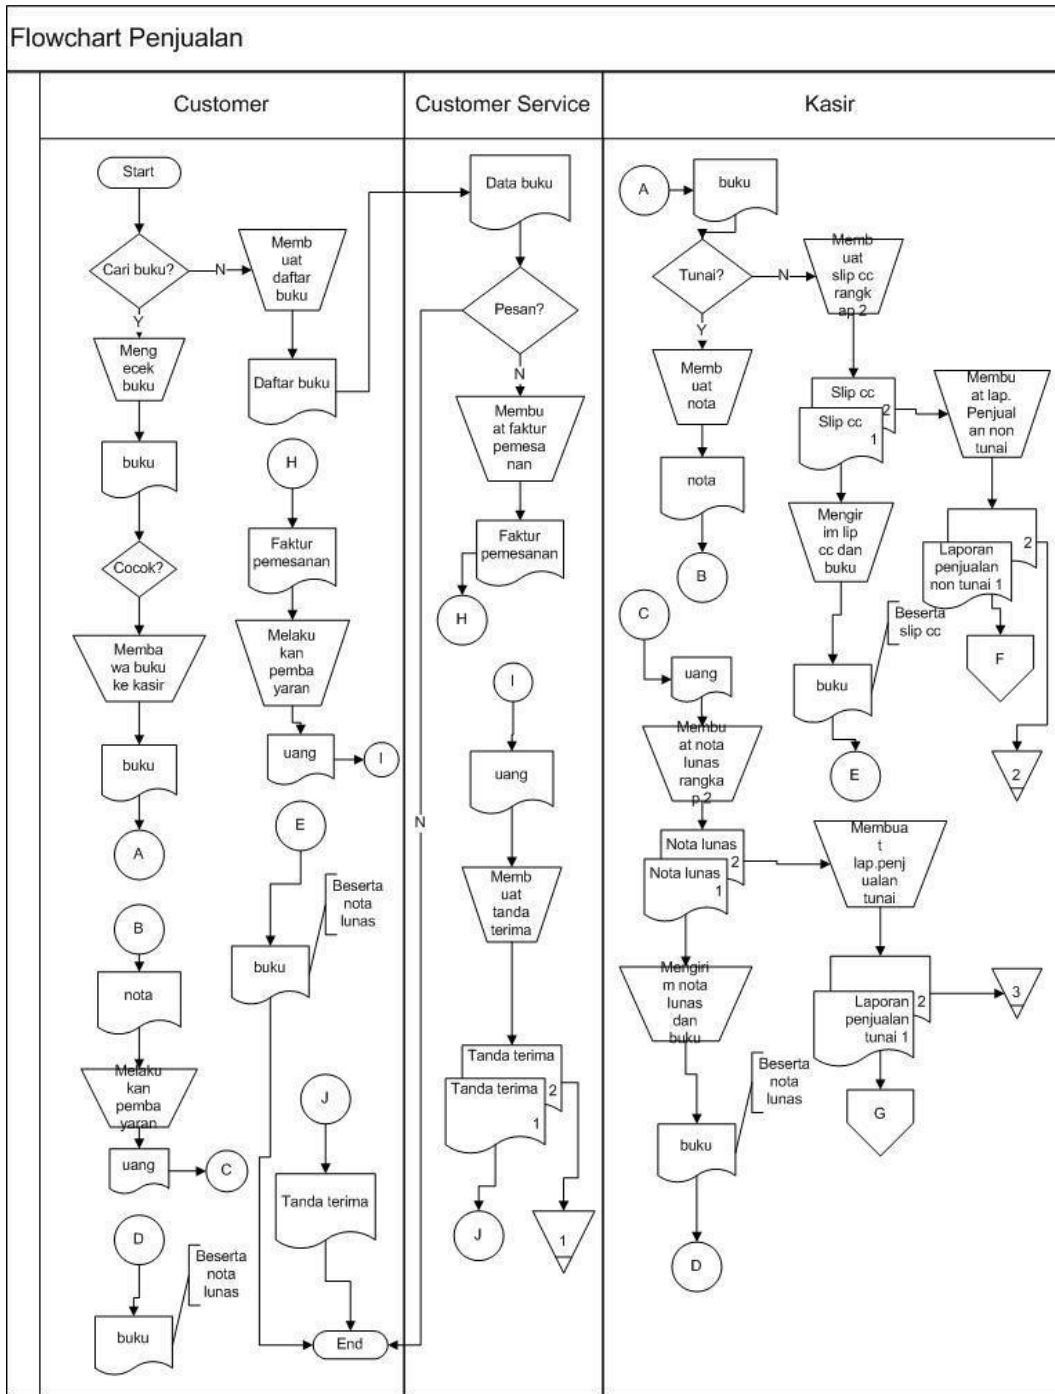 Flowchart Penjualan
Customer
Customer Service
Kasir
Start
Cari buku?
N
Memb
uat
daftar
buku
Y
Meng
ecek
buku
Daftar buku
buku
H
Cocok?
Faktur
pemesanan
Memba
wa buku
ke kasir
Melaku
kan
pemba
yaran
buku
uang
I
A
E
Beserta
nota
lunas
B
buku
nota
Melaku
kan
pemba
yaran
J
uang
C
Tanda terima
D
Beserta
nota
lunas
buku
End
Data buku
Pesan?
N
Membu
at faktur
pemesa
nan
Faktur
pemesanan
H
I
uang
N
Memb
uat
tanda
terima
Tanda terima
2
Tanda terima
1
J
1
A
buku
Tunai?
N
Memb
uat
slip cc
rangk
ap 2
Y
Memb
uat
nota
Slip cc
2
Slip cc
1
Membu
at lap.
Penjual
an non
tunai
nota
Mengir
im lip
cc dan
buku
2
Laporan
penjualan
non tunai 1
B
C
Beserta
slip cc
F
uang
buku
Membu
at nota
lunas
rangka
p 2
E
2
Nota lunas
2
Nota lunas
1
Membua
t
lap.penj
ualan
tunai
Mengiri
m nota
lunas
dan
buku
2
Laporan
penjualan
tunai 1
3
Beserta
nota
lunas
G
buku
D